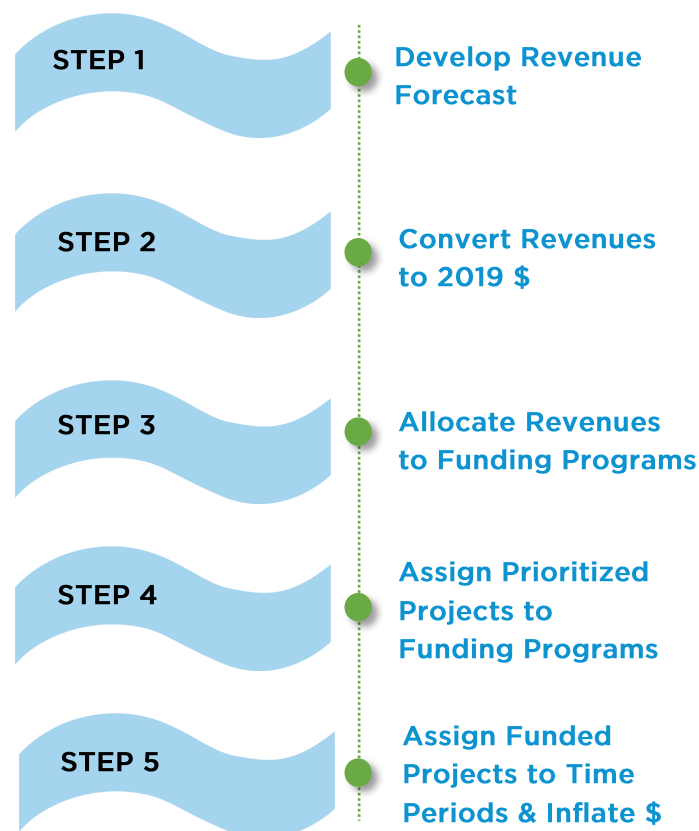 STEP 1
Develop Revenue
Forecast
STEP 2
Convert Revenues
to 2019 $
STEP 3
Allocate Revenues
to Funding Programs
STEP 4
Assign Prioritized
Projects to
Funding Programs
STEP 5
Assign Funded
Projects to Time
Periods & Inflate $